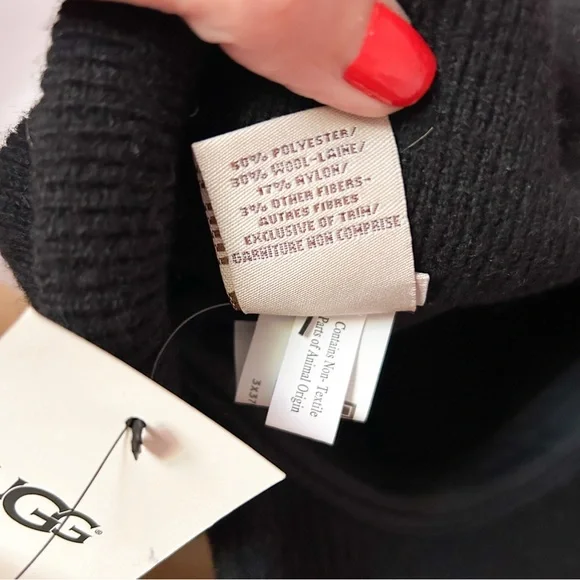 50% POLYESTER/
30% WOOL-LAINE/
17% NYLON/
3% OTHER FIBERS-
AUTRES FIBRES
EXCLUSIVE OF TRIM/
GARNITURE NON COMPRISE
Contains Non-Textile
Parts of Animal Origin
3X37
UGG®